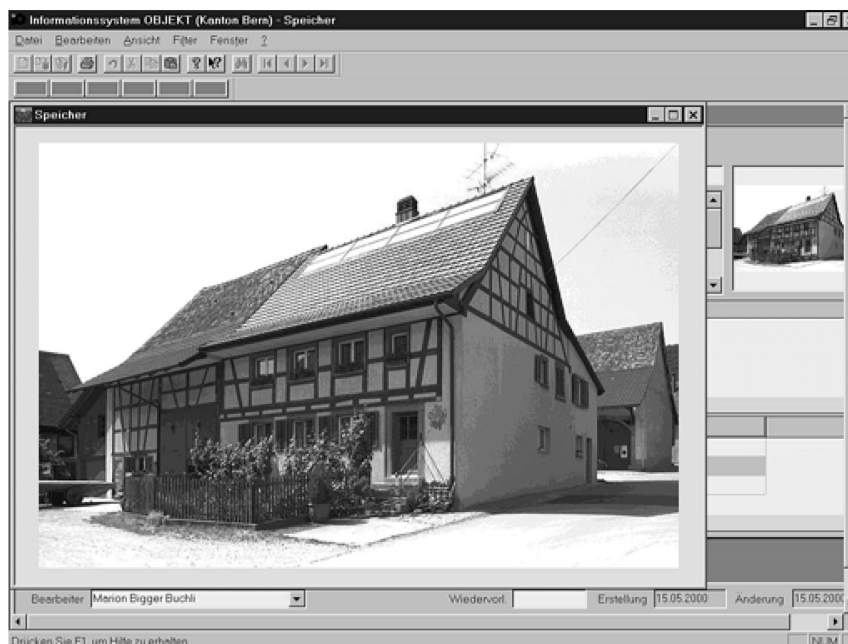 Informationssystem OBJEKT (Kanton Bern) - Speicher
Datei Bearbeiten Ansicht Filter Fenster ?
Speicher
Bearbeiter Marion Bigger Buchli Wiedervorl. Erstellung 15.05.2000 Änderung 15.05.2000
Drücken Sie F1, um Hilfe zu erhalten. NUM